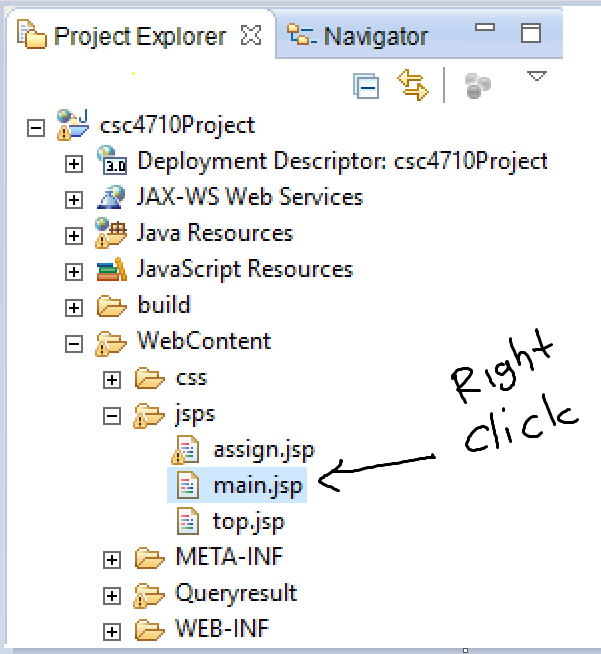 Project Explorer Navigator
csc4710Project
3.0 Deployment Descriptor: csc4710Project
JAX-WS Web Services
Java Resources
JavaScript Resources
build
WebContent
css
jsps
assign.jsp
main.jsp
top.jsp
META-INF
Queryresult
WEB-INF
Right
click